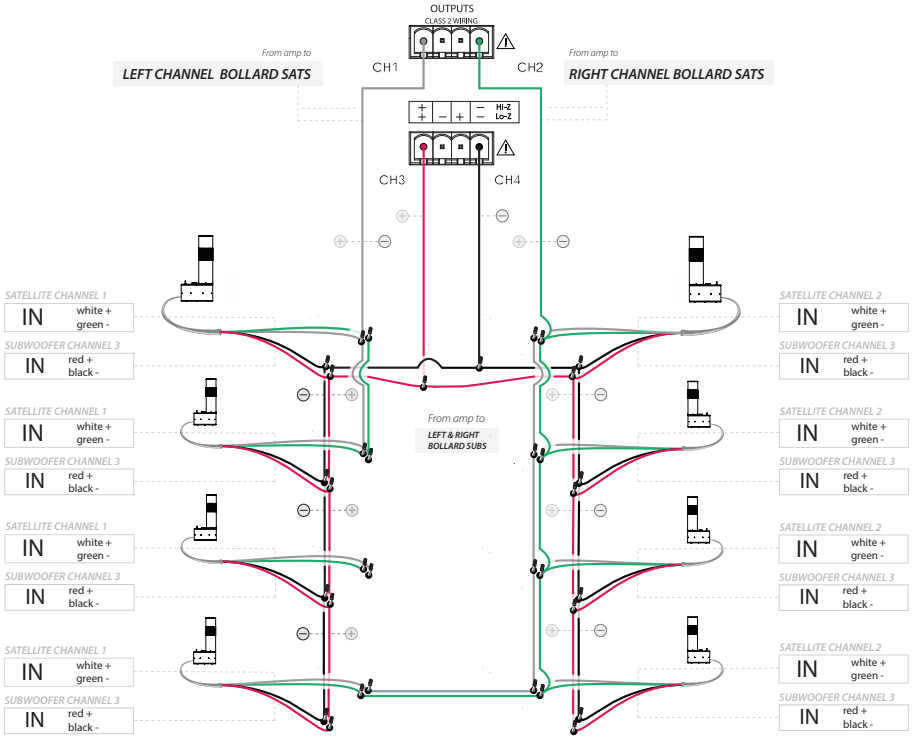 OUTPUTS
CLASS 2 WIRING
CH1
CH2
From amp to
LEFT CHANNEL BOLLARD SATS
From amp to
RIGHT CHANNEL BOLLARD SATS
+ − Hi-Z
+ − + − Lo-Z
CH3
CH4
+ −
+ −
+ −
SATELLITE CHANNEL 1
IN
white +
green -
SUBWOOFER CHANNEL 3
IN
red +
black -
SATELLITE CHANNEL 2
IN
white +
green -
SUBWOOFER CHANNEL 3
IN
red +
black -
− +
− +
From amp to
LEFT & RIGHT
BOLLARD SUBS
SATELLITE CHANNEL 1
IN
white +
green -
SUBWOOFER CHANNEL 3
IN
red +
black -
SATELLITE CHANNEL 2
IN
white +
green -
SUBWOOFER CHANNEL 3
IN
red +
black -
− +
+ −
SATELLITE CHANNEL 1
IN
white +
green -
SUBWOOFER CHANNEL 3
IN
red +
black -
SATELLITE CHANNEL 2
IN
white +
green -
SUBWOOFER CHANNEL 3
IN
red +
black -
− +
+ −
SATELLITE CHANNEL 1
IN
white +
green -
SUBWOOFER CHANNEL 3
IN
red +
black -
SATELLITE CHANNEL 2
IN
white +
green -
SUBWOOFER CHANNEL 3
IN
red +
black -